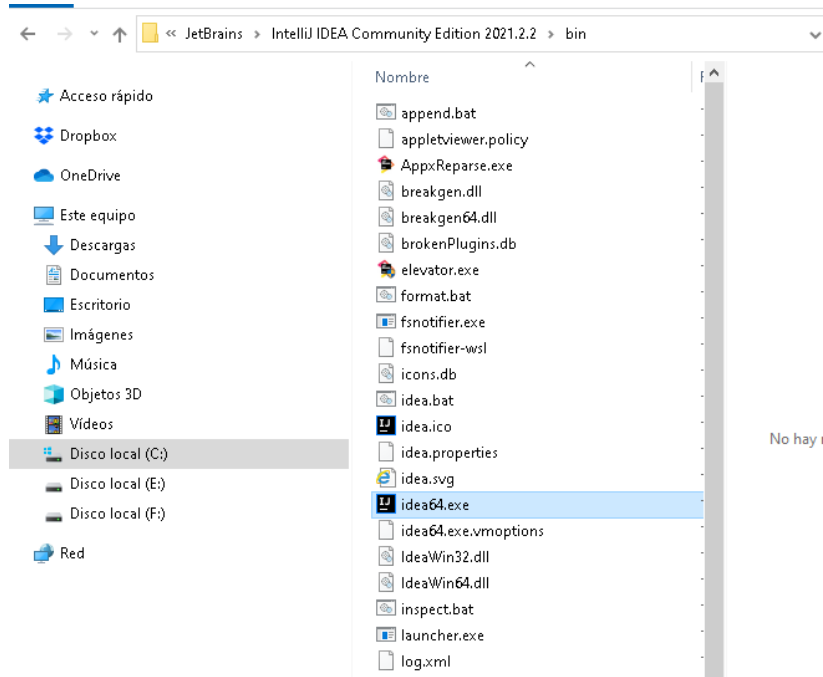 « JetBrains > IntelliJ IDEA Community Edition 2021.2.2 > bin
Acceso rápido
Dropbox
OneDrive
Este equipo
Descargas
Documentos
Escritorio
Imágenes
Música
Objetos 3D
Vídeos
Disco local (C:)
Disco local (E:)
Disco local (F:)
Red
Nombre
append.bat
appletviewer.policy
AppxReparse.exe
breakgen.dll
breakgen64.dll
brokenPlugins.db
elevator.exe
format.bat
fsnotifier.exe
fsnotifier-wsl
icons.db
idea.bat
idea.ico
idea.properties
idea.svg
idea64.exe
idea64.exe.vmoptions
IdeaWin32.dll
IdeaWin64.dll
inspect.bat
launcher.exe
log.xml
No hay